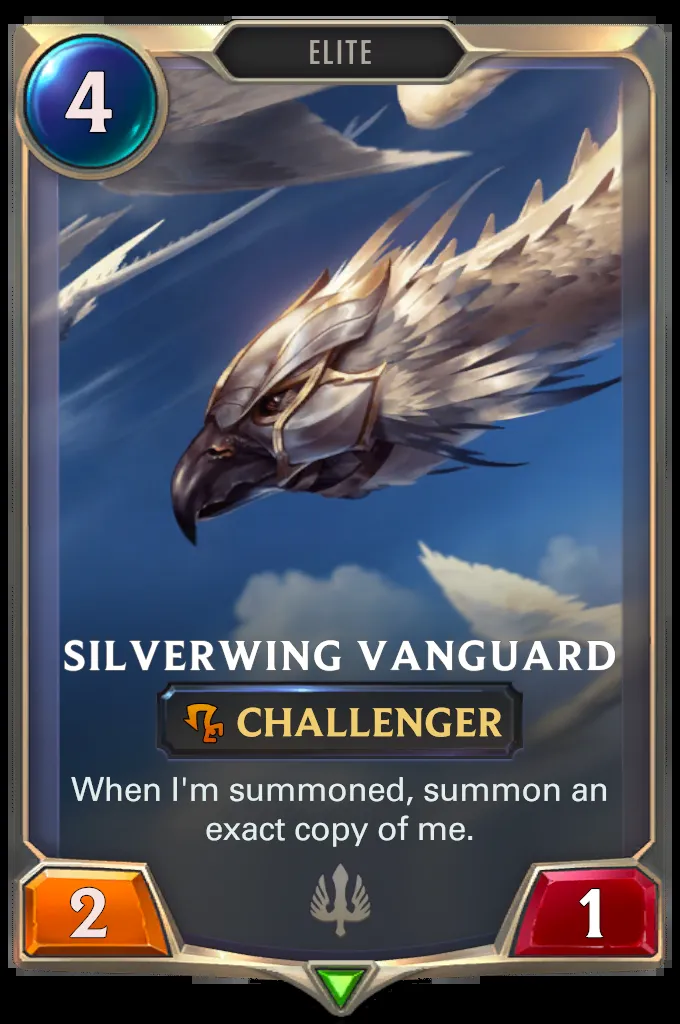 ELITE
4
SILVERWING VANGUARD
CHALLENGER
When I'm summoned, summon an
exact copy of me.
2
1